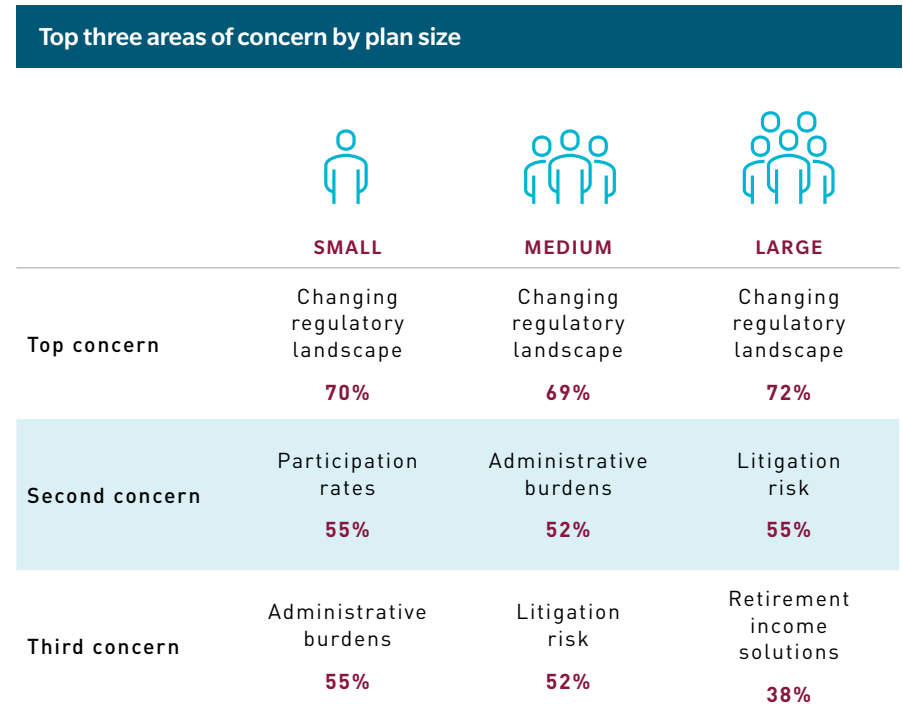 Top three areas of concern by plan size
SMALL MEDIUM LARGE
Top concern
Changing
regulatory
landscape
70%
Changing
regulatory
landscape
69%
Changing
regulatory
landscape
72%
Second concern
Participation
rates
55%
Administrative
burdens
52%
Litigation
risk
55%
Third concern
Administrative
burdens
55%
Litigation
risk
52%
Retirement
income
solutions
38%